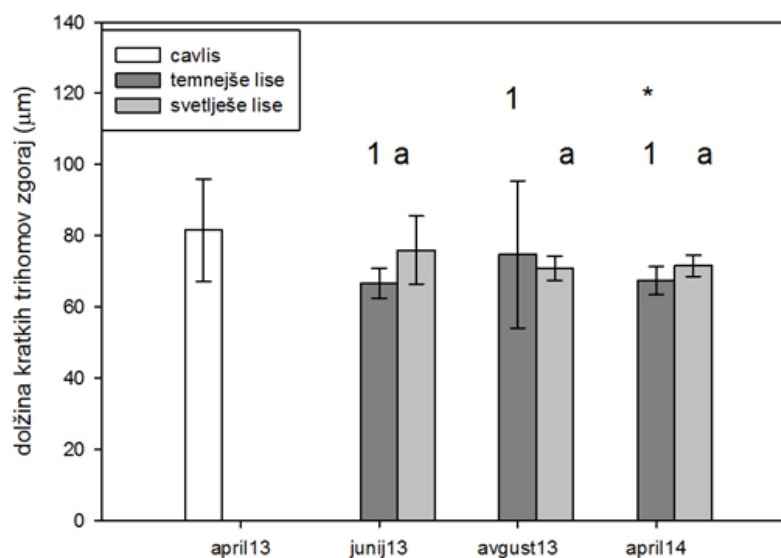 140
120
100
80
60
40
20
0
dolžina kratkih trihomov zgoraj (μm)
cavlis
temnejše lise
svetlješe lise
1 a
1
a
*
1 a
april13 junij13 avgust13 april14